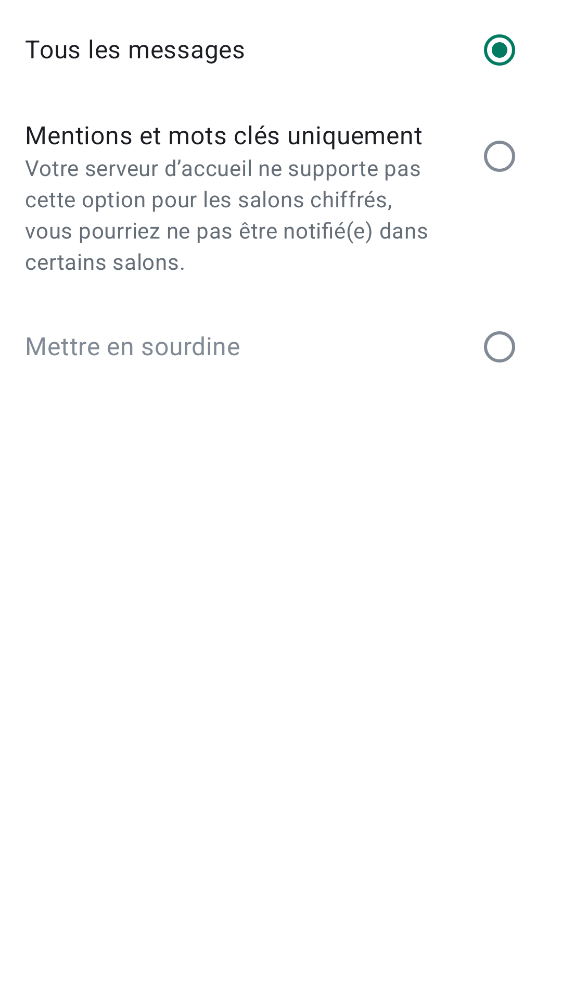 Tous les messages
Mentions et mots clés uniquement
Votre serveur d’accueil ne supporte pas
cette option pour les salons chiffrés,
vous pourriez ne pas être notifié(e) dans
certains salons.
Mettre en sourdine